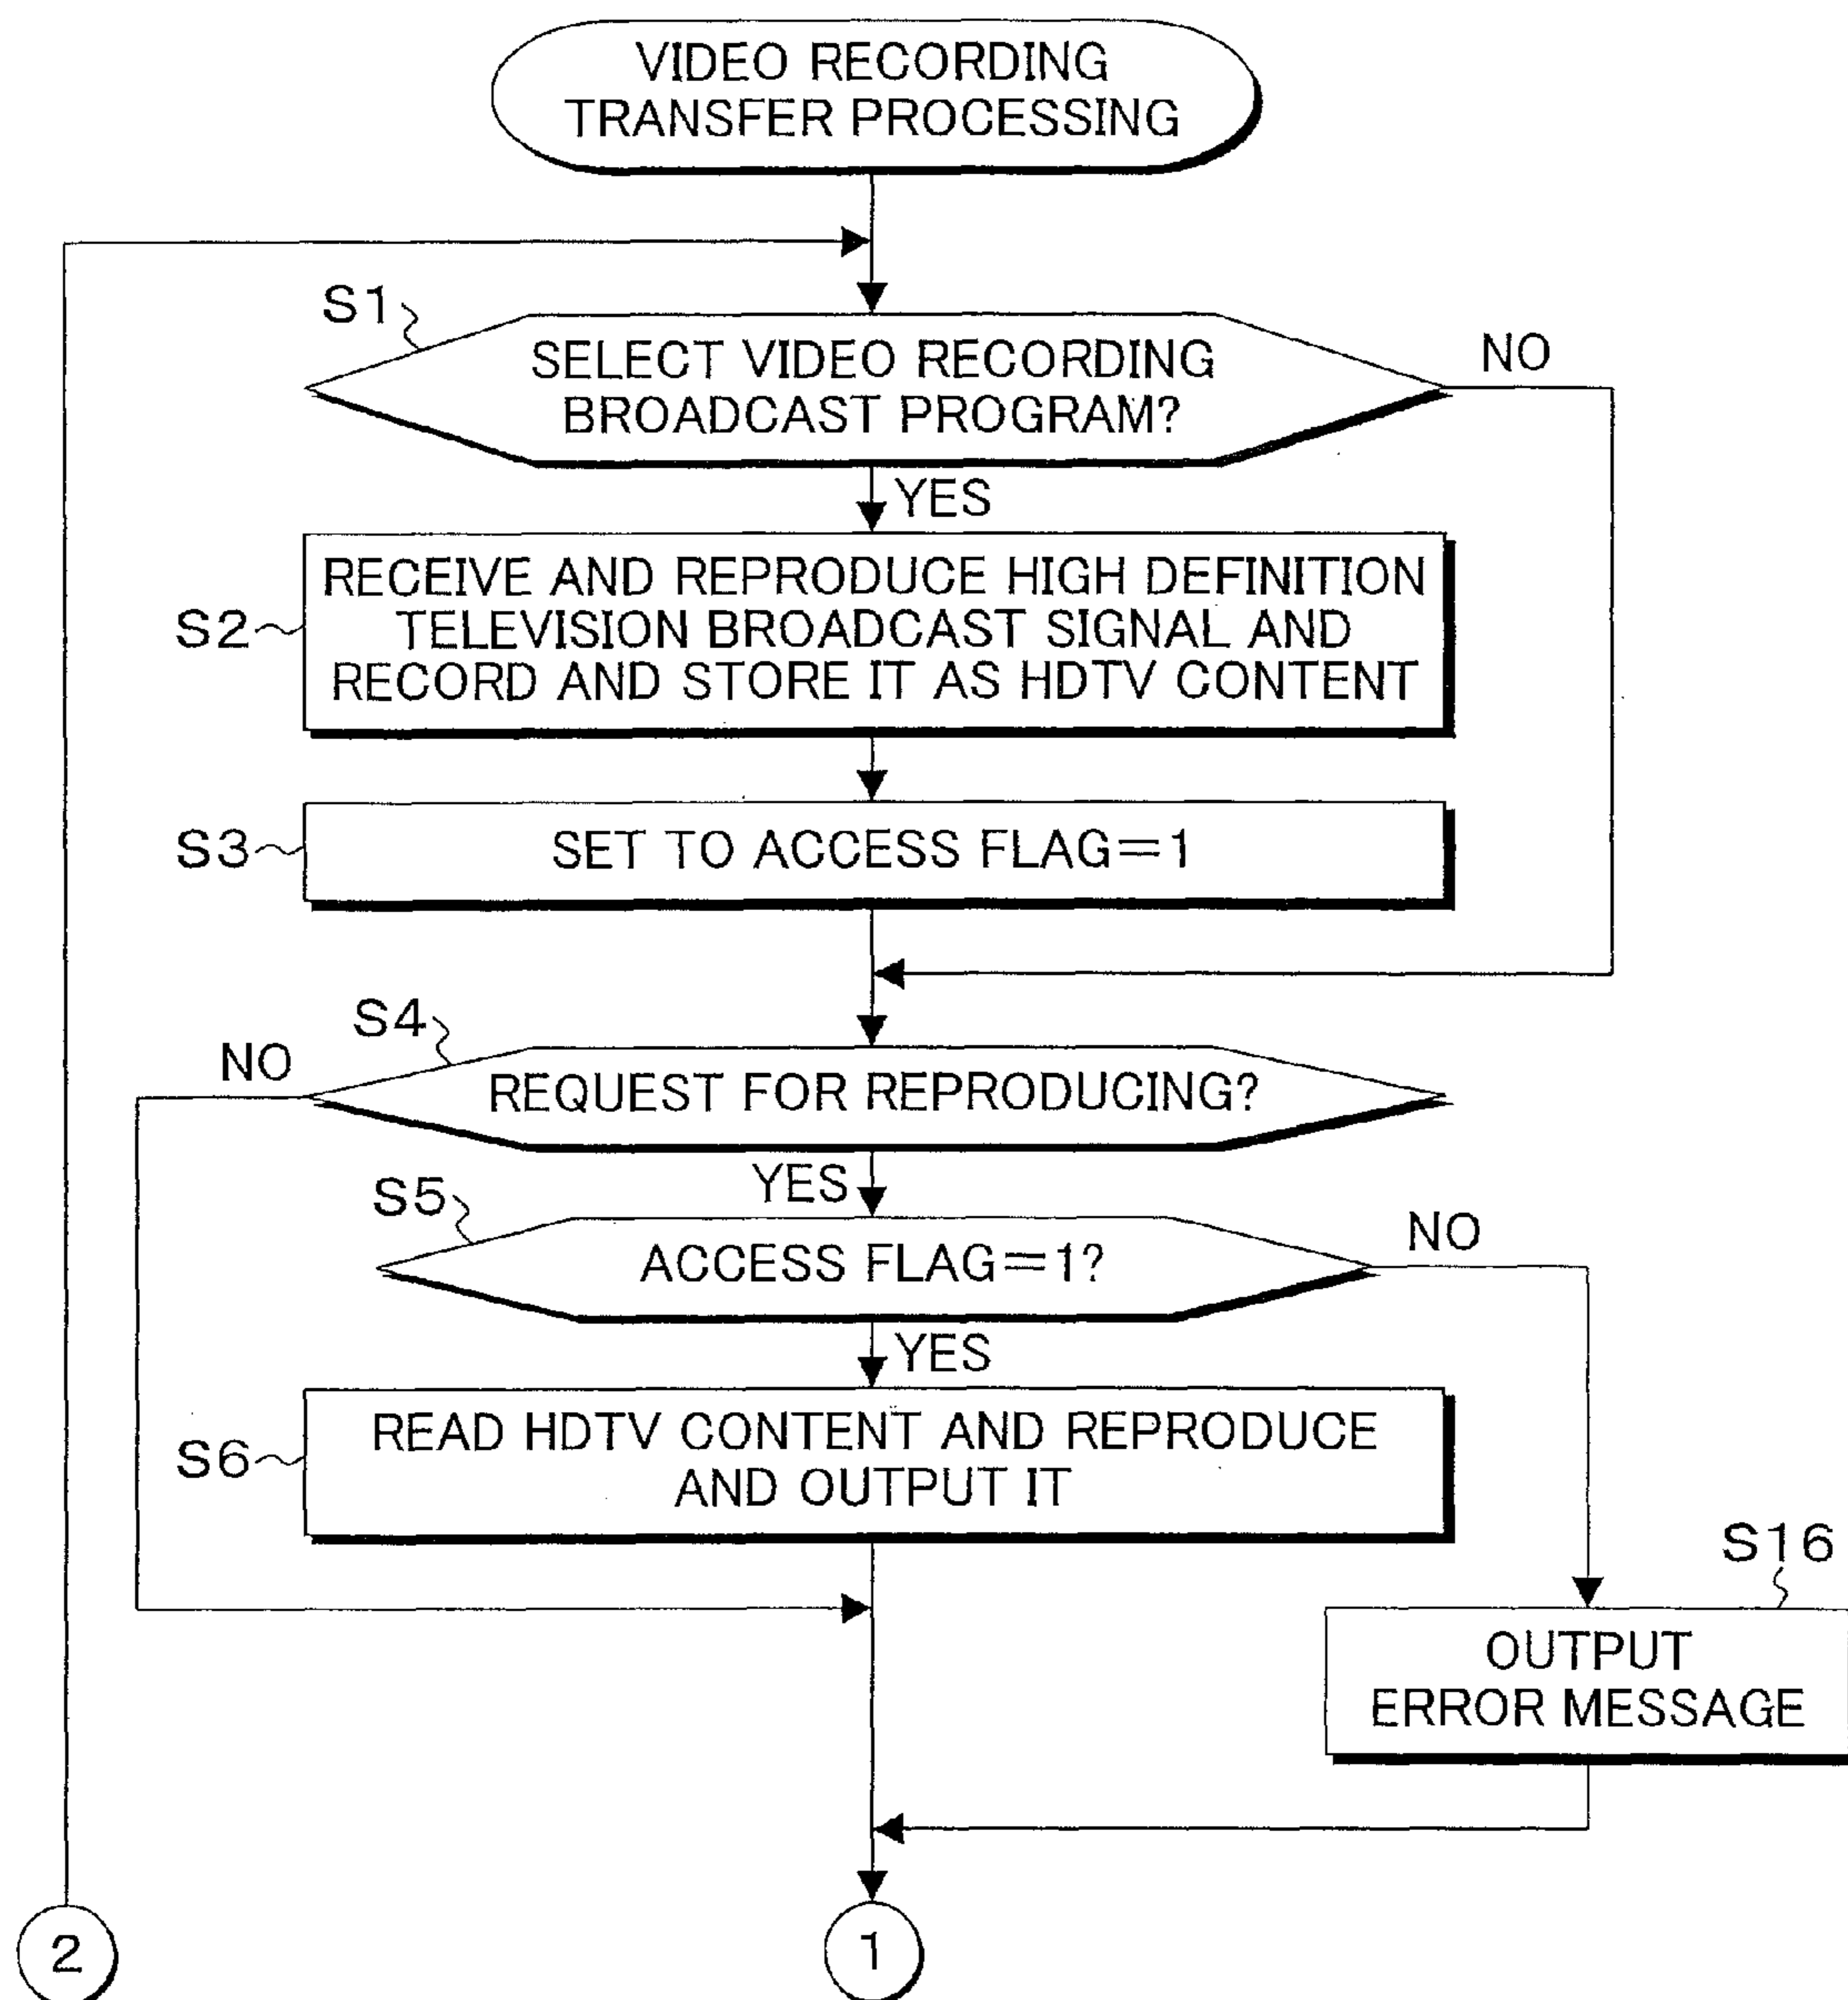 VIDEO RECORDING
TRANSFER PROCESSING
S1
SELECT VIDEO RECORDING
BROADCAST PROGRAM?
NO
YES
S2
RECEIVE AND REPRODUCE HIGH DEFINITION
TELEVISION BROADCAST SIGNAL AND
RECORD AND STORE IT AS HDTV CONTENT
S3
SET TO ACCESS FLAG=1
S4
NO
REQUEST FOR REPRODUCING?
YES
S5
ACCESS FLAG=1?
NO
YES
S6
READ HDTV CONTENT AND REPRODUCE
AND OUTPUT IT
S16
OUTPUT
ERROR MESSAGE
2
1